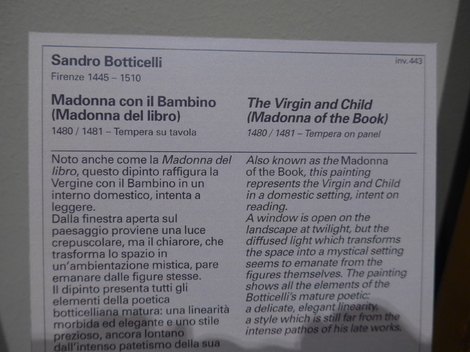 Sandro Botticelli
inv. 443
Firenze 1445 – 1510
Madonna con il Bambino
(Madonna del libro)
1480 / 1481 – Tempera su tavola
Noto anche come la Madonna del
libro, questo dipinto raffigura la
Vergine con il Bambino in un
interno domestico, intenta a
leggere.
Dalla finestra aperta sul
paesaggio proviene una luce
crepuscolare, ma il chiarore, che
trasforma lo spazio in
un'ambientazione mistica, pare
emanare dalle figure stesse.
Il dipinto presenta tutti gli
elementi della poetica
botticelliana matura: una linearità
morbida ed elegante e uno stile
prezioso, ancora lontano
dall'intenso patetismo della sua
The Virgin and Child
(Madonna of the Book)
1480 / 1481 – Tempera on panel
Also known as the Madonna
of the Book, this painting
represents the Virgin and Child
in a domestic setting, intent on
reading.
A window is open on the
landscape at twilight, but the
diffused light which transforms
the space into a mystical setting
seems to emanate from the
figures themselves. The painting
shows all the elements of the
Botticelli's mature poetic:
a delicate, elegant linearity,
a style which is still far from the
intense pathos of his late works.